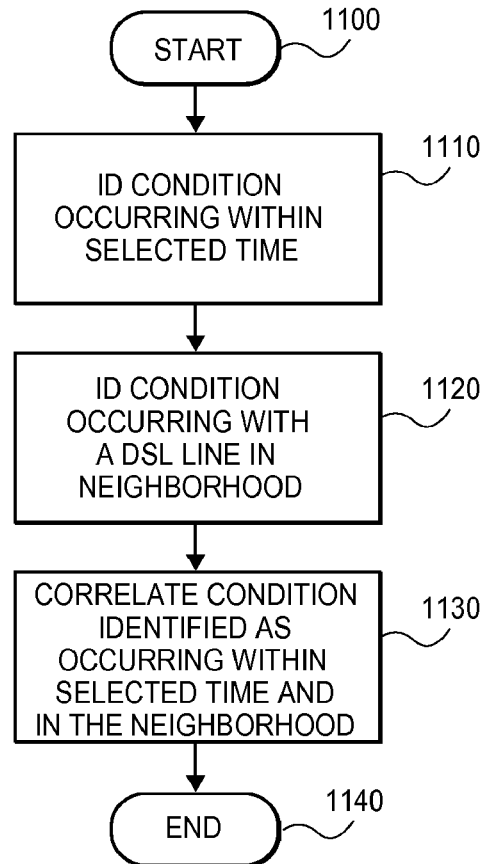 START
1100
1110
ID CONDITION
OCCURRING WITHIN
SELECTED TIME
1120
ID CONDITION
OCCURRING WITH
A DSL LINE IN
NEIGHBORHOOD
1130
CORRELATE CONDITION
IDENTIFIED AS
OCCURRING WITHIN
SELECTED TIME AND
IN THE NEIGHBORHOOD
1140
END